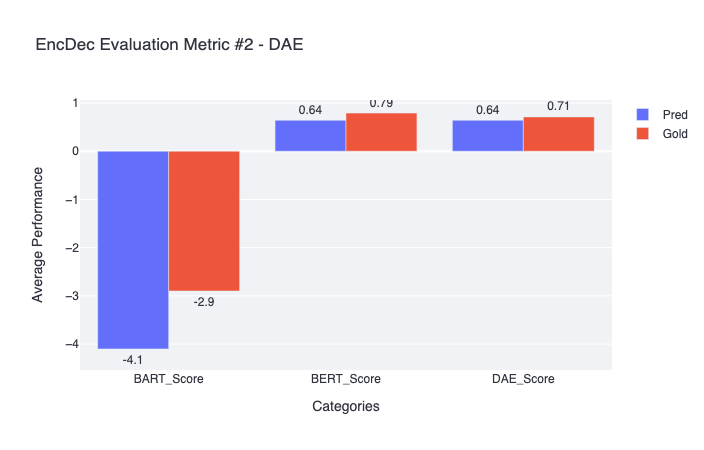 EncDec Evaluation Metric #2 - DAE
1
0
−1
−2
−3
−4
Average Performance
-4.1
-2.9
0.64
0.79
0.64
0.71
BART_Score
BERT_Score
DAE_Score
Categories
Pred
Gold